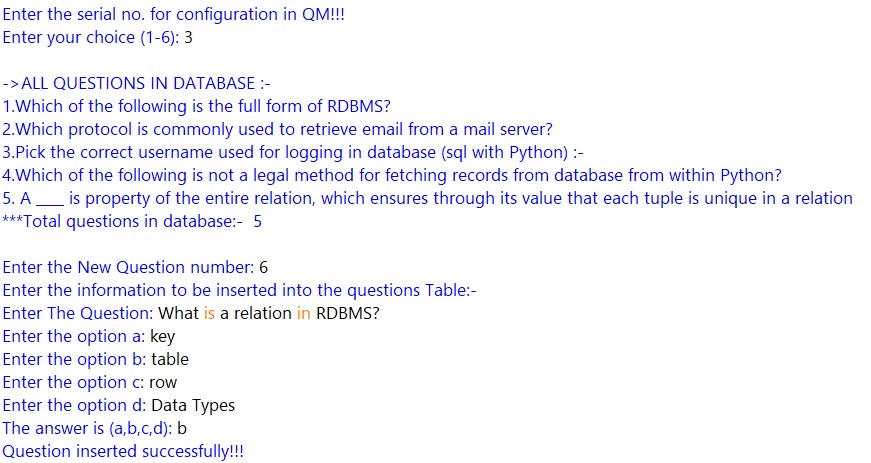 Enter the serial no. for configuration in QM!!!
Enter your choice (1-6): 3
->ALL QUESTIONS IN DATABASE :-
1.Which of the following is the full form of RDBMS?
2.Which protocol is commonly used to retrieve email from a mail server?
3.Pick the correct username used for logging in database (sql with Python) :-
4.Which of the following is not a legal method for fetching records from database from within Python?
5. A ____ is property of the entire relation, which ensures through its value that each tuple is unique in a relation
***Total questions in database:-  5
Enter the New Question number: 6
Enter the information to be inserted into the questions Table:-
Enter The Question: What is a relation in RDBMS?
Enter the option a: key
Enter the option b: table
Enter the option c: row
Enter the option d: Data Types
The answer is (a,b,c,d): b
Question inserted successfully!!!